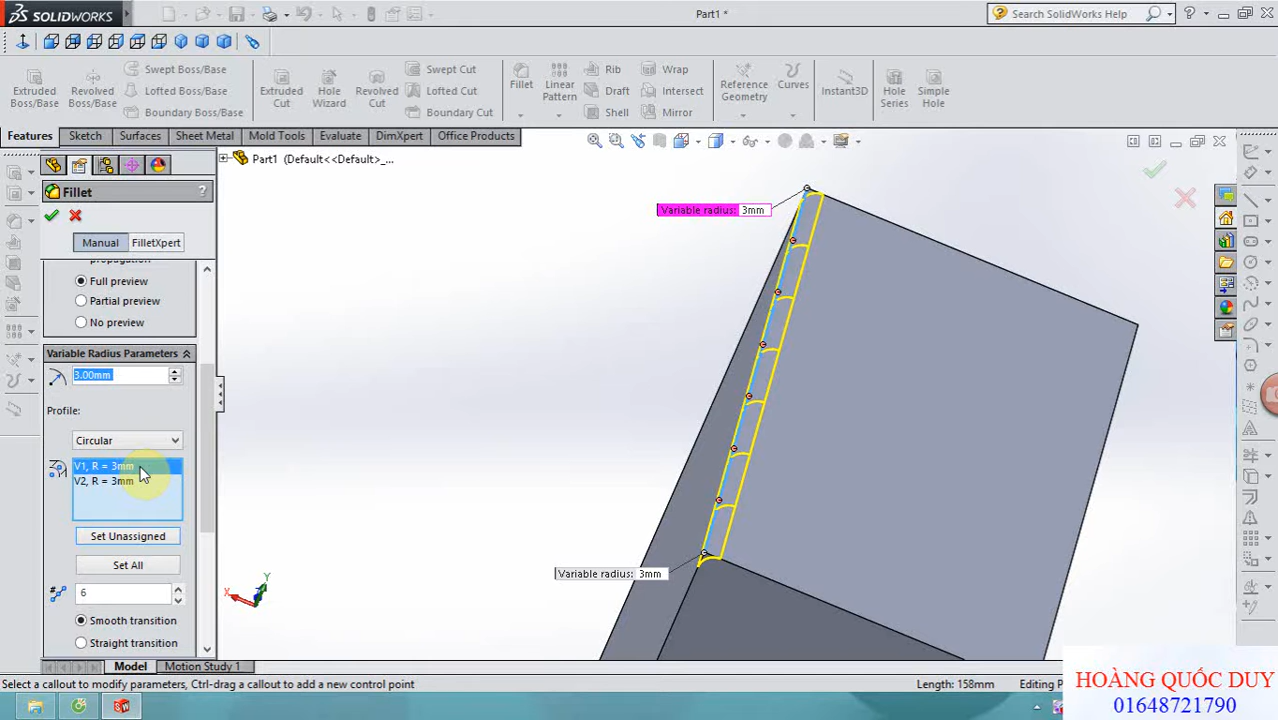 SOLIDWORKS
Part1 *
Search SolidWorks Help
Extruded Boss/Base
Revolved Boss/Base
Swept Boss/Base
Lofted Boss/Base
Boundary Boss/Base
Extruded Cut
Hole Wizard
Revolved Cut
Swept Cut
Lofted Cut
Boundary Cut
Fillet
Linear Pattern
Rib
Draft
Shell
Wrap
Intersect
Mirror
Reference Geometry
Curves
Instant3D
Hole Series
Simple Hole
Features Sketch Surfaces Sheet Metal Mold Tools Evaluate DimXpert Office Products
Part1 (Default<<Default>_...
Fillet ?
Manual FilletXpert
propagation
Full preview
Partial preview
No preview
Variable Radius Parameters
3.00mm
Profile:
Circular
V1, R = 3mm
V2, R = 3mm
Set Unassigned
Set All
6
Smooth transition
Straight transition
Variable radius: 3mm
Variable radius: 3mm
Y
X
Model Motion Study 1
Select a callout to modify parameters, Ctrl-drag a callout to add a new control point
Length: 158mm
HOÀNG QUỐC DUY
01648721790